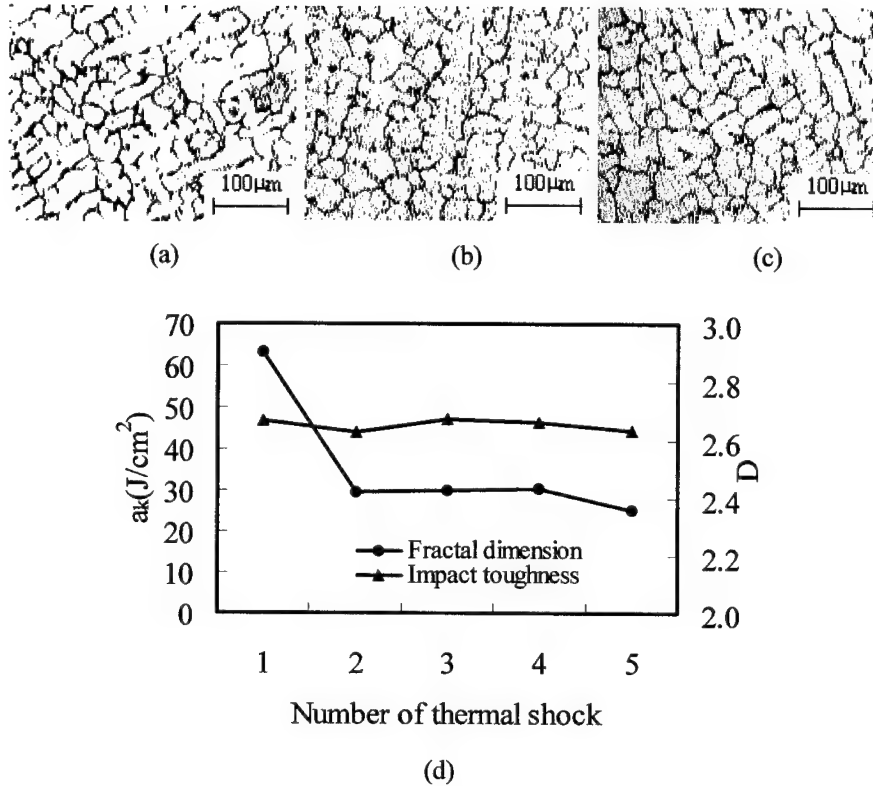 100μm 100μm 100μm
(a) (b) (c)
70 3.0
60 2.8
50
40 2.6
30 2.4
20
10 2.2
0 2.0
ak(J/cm²)
D
Fractal dimension
Impact toughness
1 2 3 4 5
Number of thermal shock
(d)